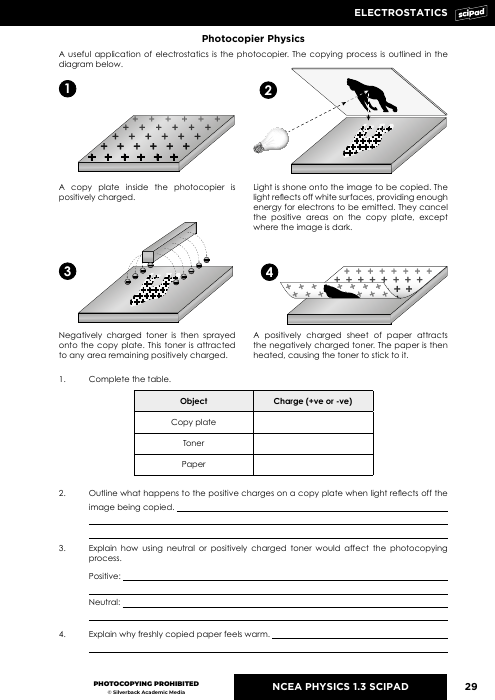 ELECTROSTATICS scipad
Photocopier Physics
A useful application of electrostatics is the photocopier. The copying process is outlined in the
diagram below.
1
2
A copy plate inside the photocopier is
positively charged.
Light is shone onto the image to be copied. The
light reflects off white surfaces, providing enough
energy for electrons to be emitted. They cancel
the positive areas on the copy plate, except
where the image is dark.
3
4
Negatively charged toner is then sprayed
onto the copy plate. This toner is attracted
to any area remaining positively charged.
A positively charged sheet of paper attracts
the negatively charged toner. The paper is then
heated, causing the toner to stick to it.
1. Complete the table.
Object Charge (+ve or -ve)
Copy plate
Toner
Paper
2. Outline what happens to the positive charges on a copy plate when light reflects off the
image being copied.
3. Explain how using neutral or positively charged toner would affect the photocopying
process.
Positive:
Neutral:
4. Explain why freshly copied paper feels warm.
PHOTOCOPYING PROHIBITED
© Silverback Academic Media
NCEA PHYSICS 1.3 SCIPAD
29